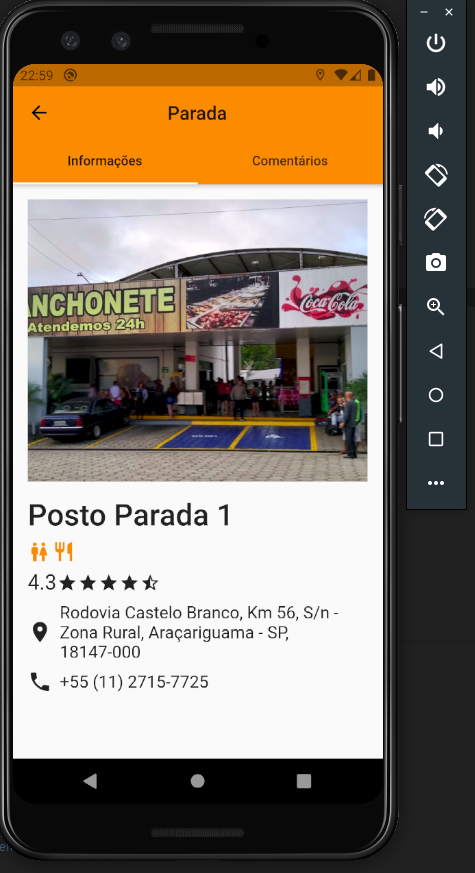 22:59
Parada
Informações
Comentários
ANCHONETE
Atendemos 24h
Coca-Cola
Posto Parada 1
4.3
Rodovia Castelo Branco, Km 56, S/n -
Zona Rural, Araçariguama - SP,
18147-000
+55 (11) 2715-7725